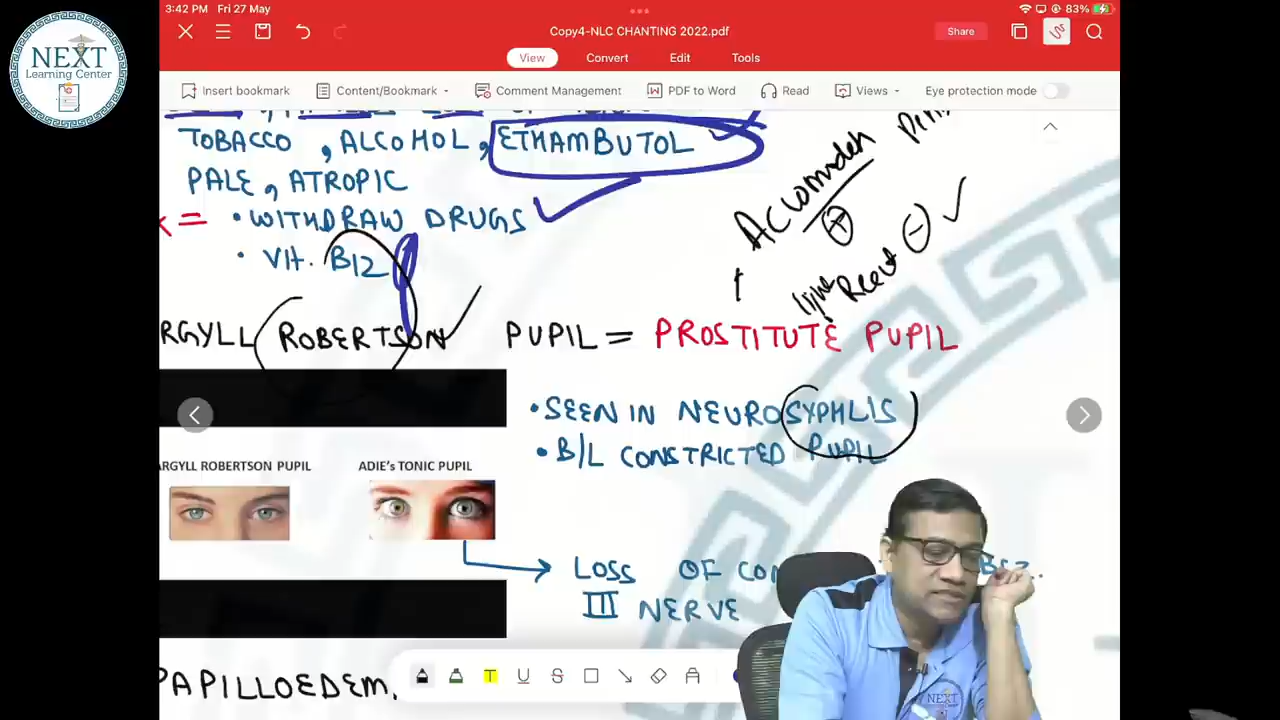 3:42 PM Fri 27 May
83%
NEXT
Learning Center
Copy4-NLC CHANTING 2022.pdf
Share
View Convert Edit Tools
Insert bookmark Content/Bookmark Comment Management PDF to Word Read Views Eye protection mode
TOBACCO , ALCOHOL , ETHAMBUTOL
PALE , ATROPIC
• WITHDRAW DRUGS
• Vit. B12
(+)
(-)
RGYLL ROBERTSON PUPIL = PROSTITUTE PUPIL
• SEEN IN NEUROSYPHLIS
• B/L CONSTRICTED PUPIL
ARGYLL ROBERTSON PUPIL ADIE's TONIC PUPIL
LOSS OF
III NERVE
PAPILLOEDEM
NEXT